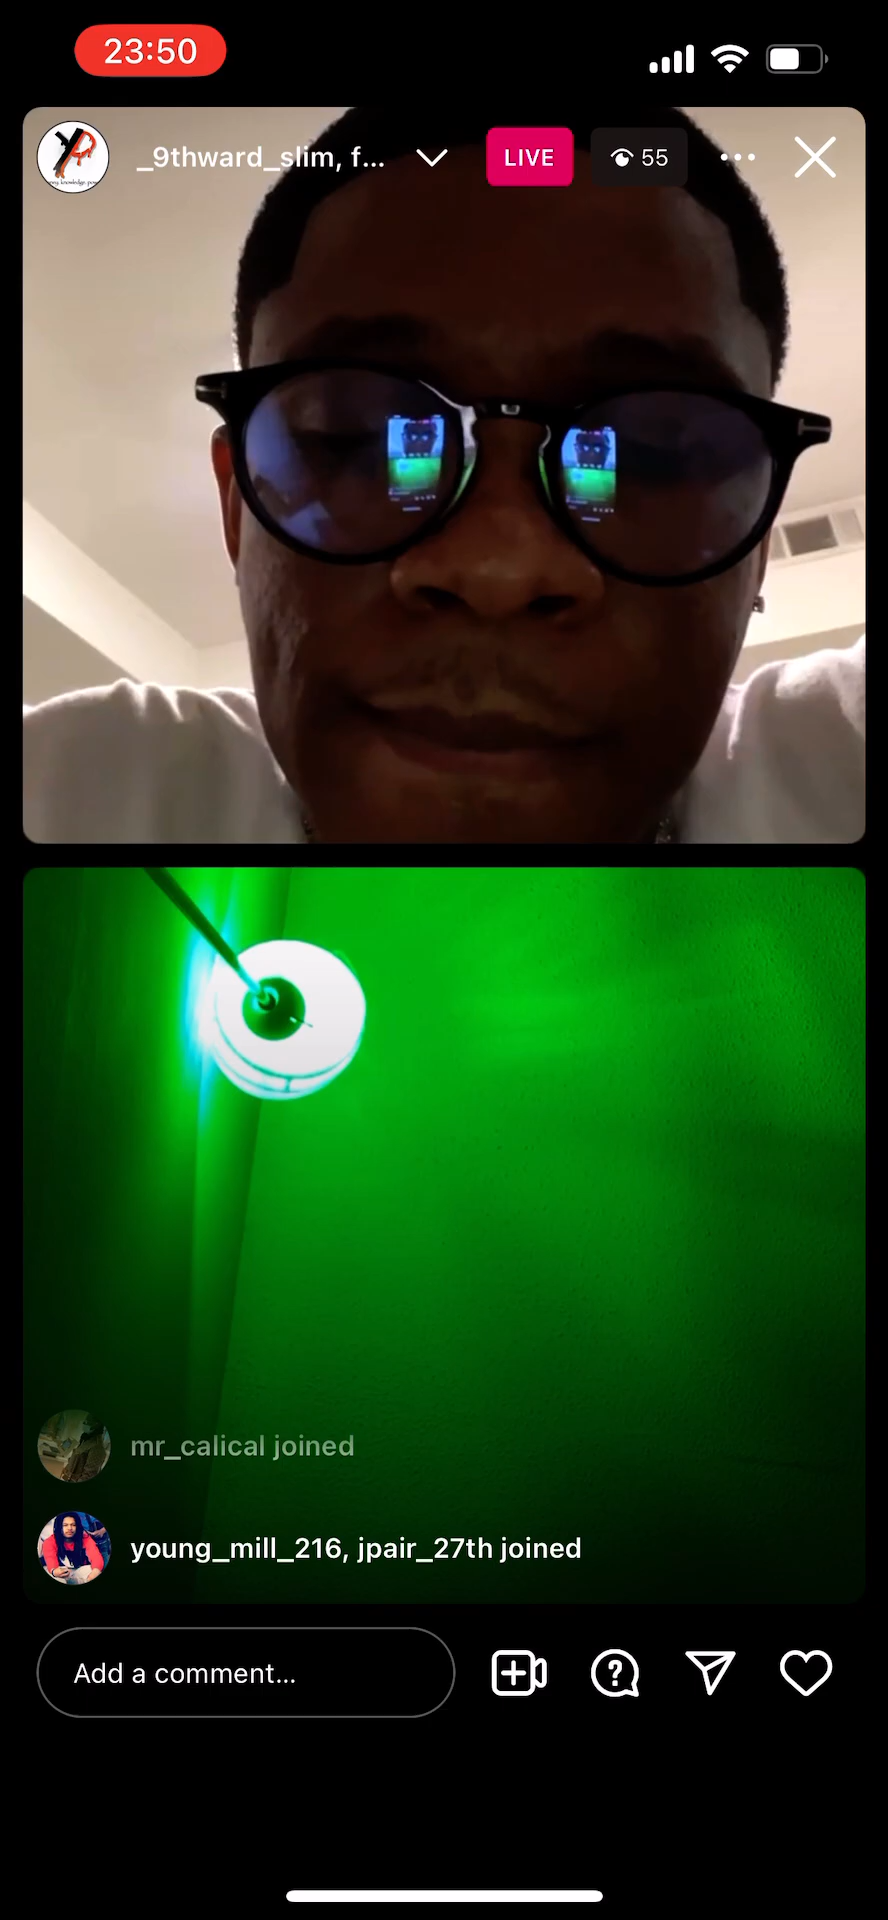 23:50
_9thward_slim, f...
LIVE
55
mr_calical joined
young_mill_216, jpair_27th joined
Add a comment...